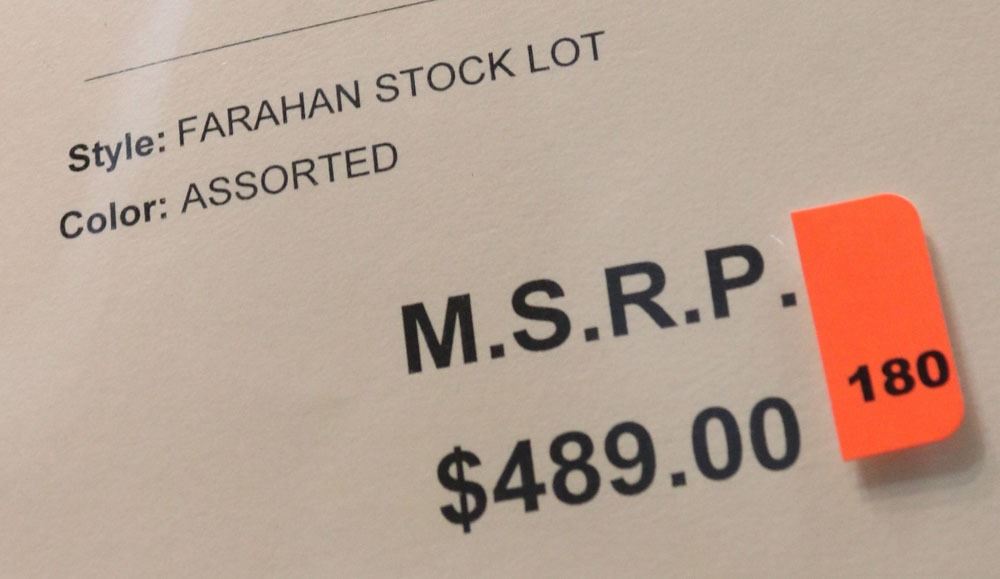 Style: FARAHAN STOCK LOT
Color: ASSORTED
M.S.R.P.
$489.00
180